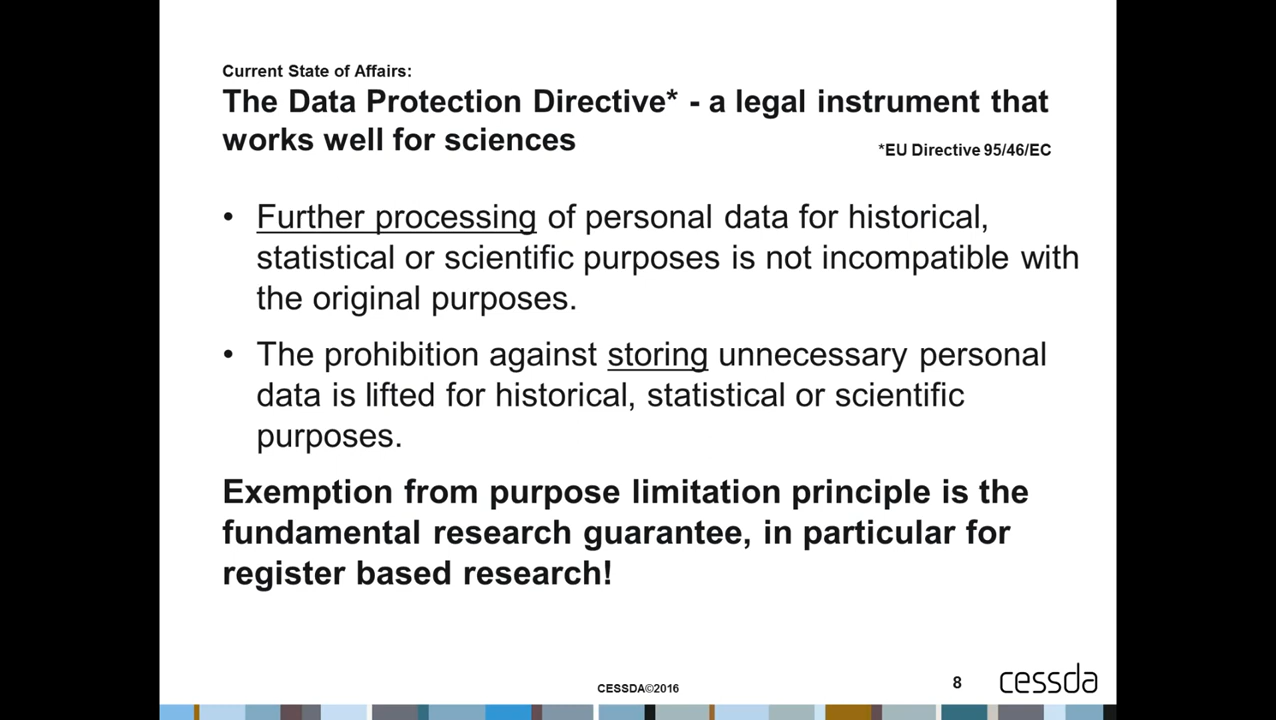 Current State of Affairs:
The Data Protection Directive* - a legal instrument that
works well for sciences
*EU Directive 95/46/EC
• Further processing of personal data for historical,
statistical or scientific purposes is not incompatible with
the original purposes.
• The prohibition against storing unnecessary personal
data is lifted for historical, statistical or scientific
purposes.
Exemption from purpose limitation principle is the
fundamental research guarantee, in particular for
register based research!
CESSDA©2016
8
cessda